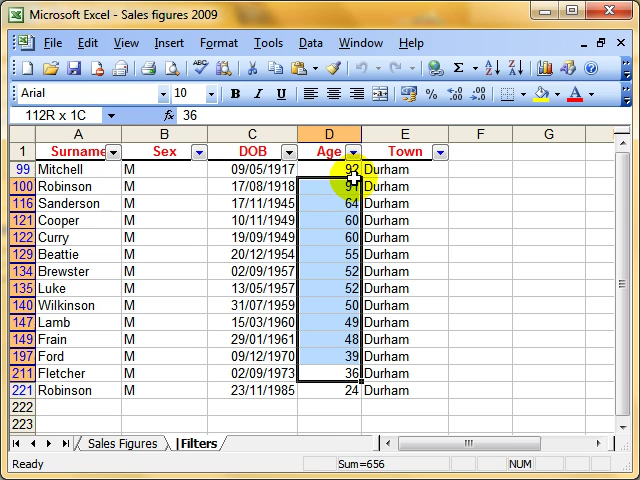 Microsoft Excel - Sales figures 2009
File Edit View Insert Format Tools Data Window Help
100%
Arial 10 B I U
112R x 1C fx 36
A B C D E F G
1 Surname Sex DOB Age Town
99 Mitchell M 09/05/1917 92 Durham
100 Robinson M 17/08/1918 91 Durham
116 Sanderson M 17/11/1945 64 Durham
121 Cooper M 10/11/1949 60 Durham
122 Curry M 19/09/1949 60 Durham
129 Beattie M 20/12/1954 55 Durham
134 Brewster M 02/09/1957 52 Durham
135 Luke M 13/05/1957 52 Durham
140 Wilkinson M 31/07/1959 50 Durham
147 Lamb M 15/03/1960 49 Durham
149 Frain M 29/01/1961 48 Durham
197 Ford M 09/12/1970 39 Durham
211 Fletcher M 02/09/1973 36 Durham
221 Robinson M 23/11/1985 24 Durham
222
223
Sales Figures Filters
Ready Sum=656 NUM